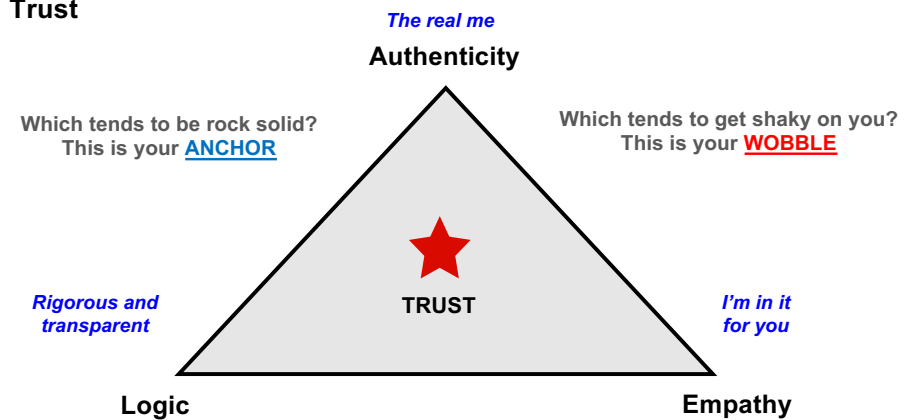 Trust
The real me
Authenticity
Which tends to be rock solid?
This is your ANCHOR
Which tends to get shaky on you?
This is your WOBBLE
Rigorous and
transparent
TRUST
I'm in it
for you
Logic
Empathy